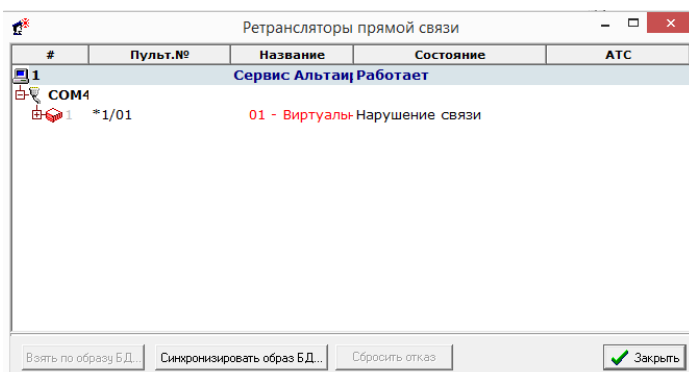 Ретрансляторы прямой связи
# Пульт.№ Название Состояние АТС
1 Сервис Альтаир Работает
COM4
1 *1/01 01 - Виртуаль Нарушение связи
Взять по образу БД... Синхронизировать образ БД... Сбросить отказ Закрыть